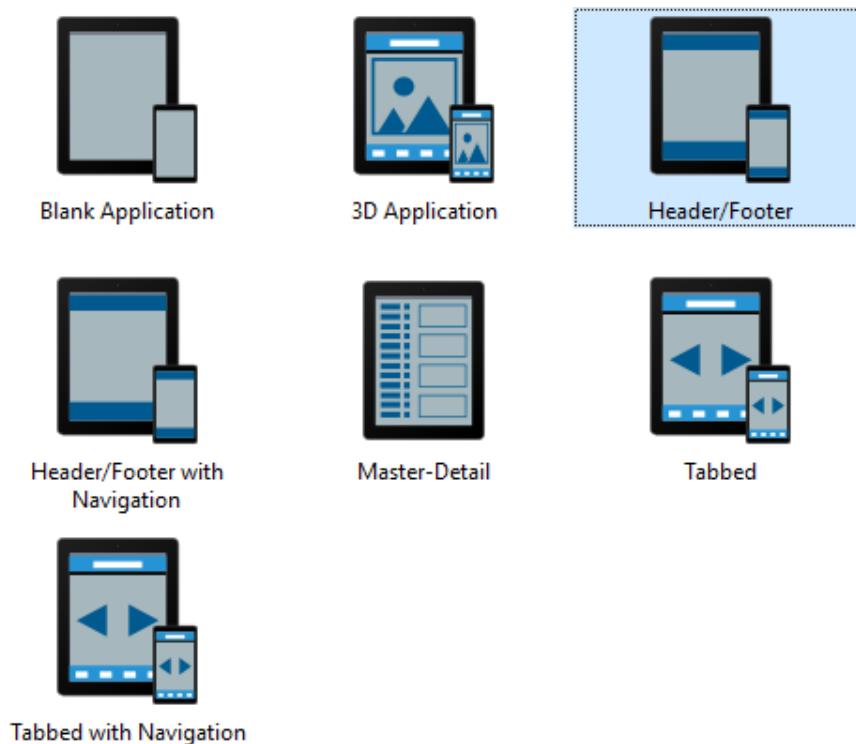 Blank Application
3D Application
Header/Footer
Header/Footer with
Navigation
Master-Detail
Tabbed
Tabbed with Navigation